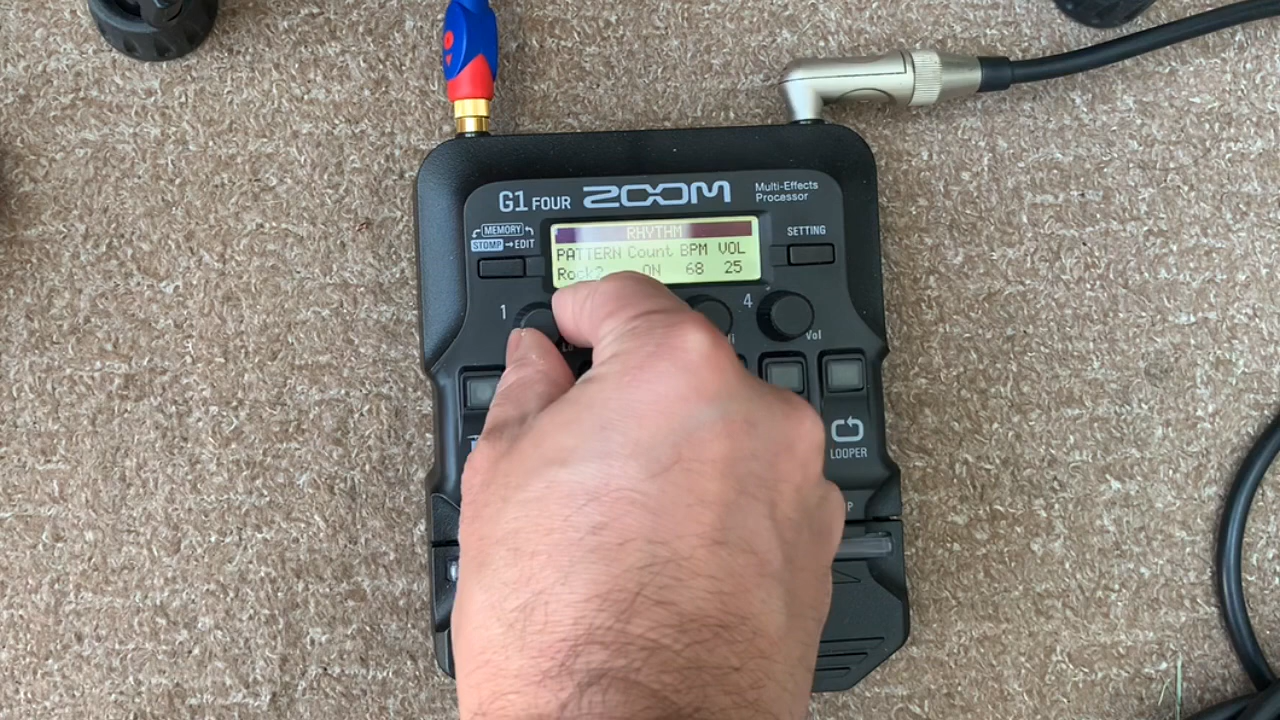 G1 FOUR ZOOM Multi-Effects Processor
MEMORY
STOMP → EDIT
SETTING
RHYTHM
PATTERN Count BPM VOL
Rock2 ON 68 25
1
4
Vol
LOOPER